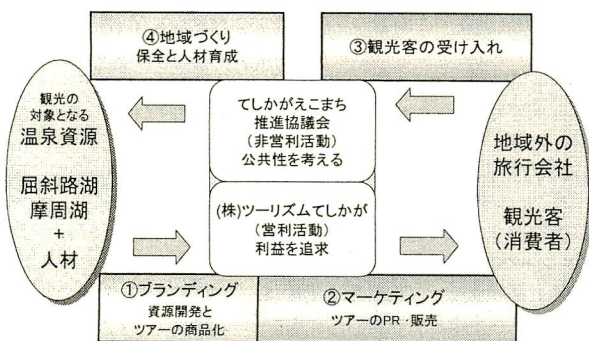 ④地域づくり
保全と人材育成
③観光客の受け入れ
観光の
対象となる
温泉資源
屈斜路湖
摩周湖
+
人材
てしかがえこまち
推進協議会
(非営利活動)
公共性を考える
(株)ツーリズムてしかが
(営利活動)
利益を追求
地域外の
旅行会社
観光客
(消費者)
①ブランディング
資源開発と
ツアーの商品化
②マーケティング
ツアーのPR・販売